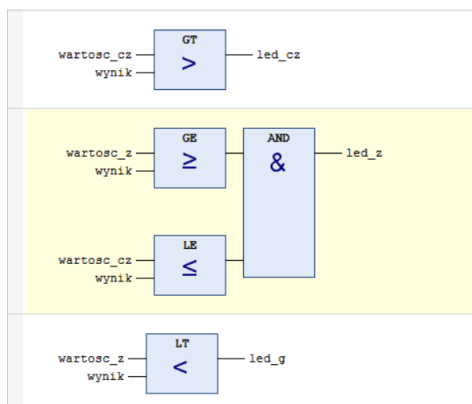 GT
wartosc_cz > led_cz
wynik
GE AND
wartosc_z ≥ & led_z
wynik
LE
wartosc_cz ≤
wynik
LT
wartosc_z < led_g
wynik